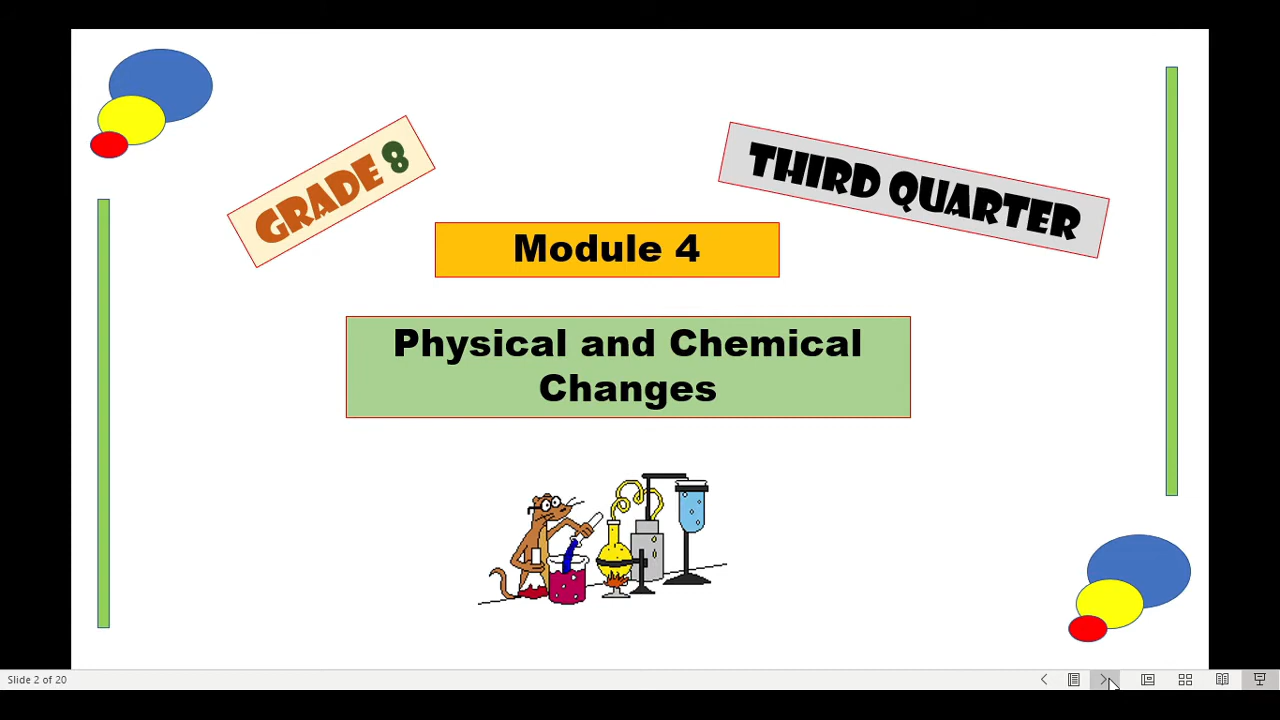 GRADE 8
THIRD QUARTER
Module 4
Physical and Chemical
Changes
Slide 2 of 20